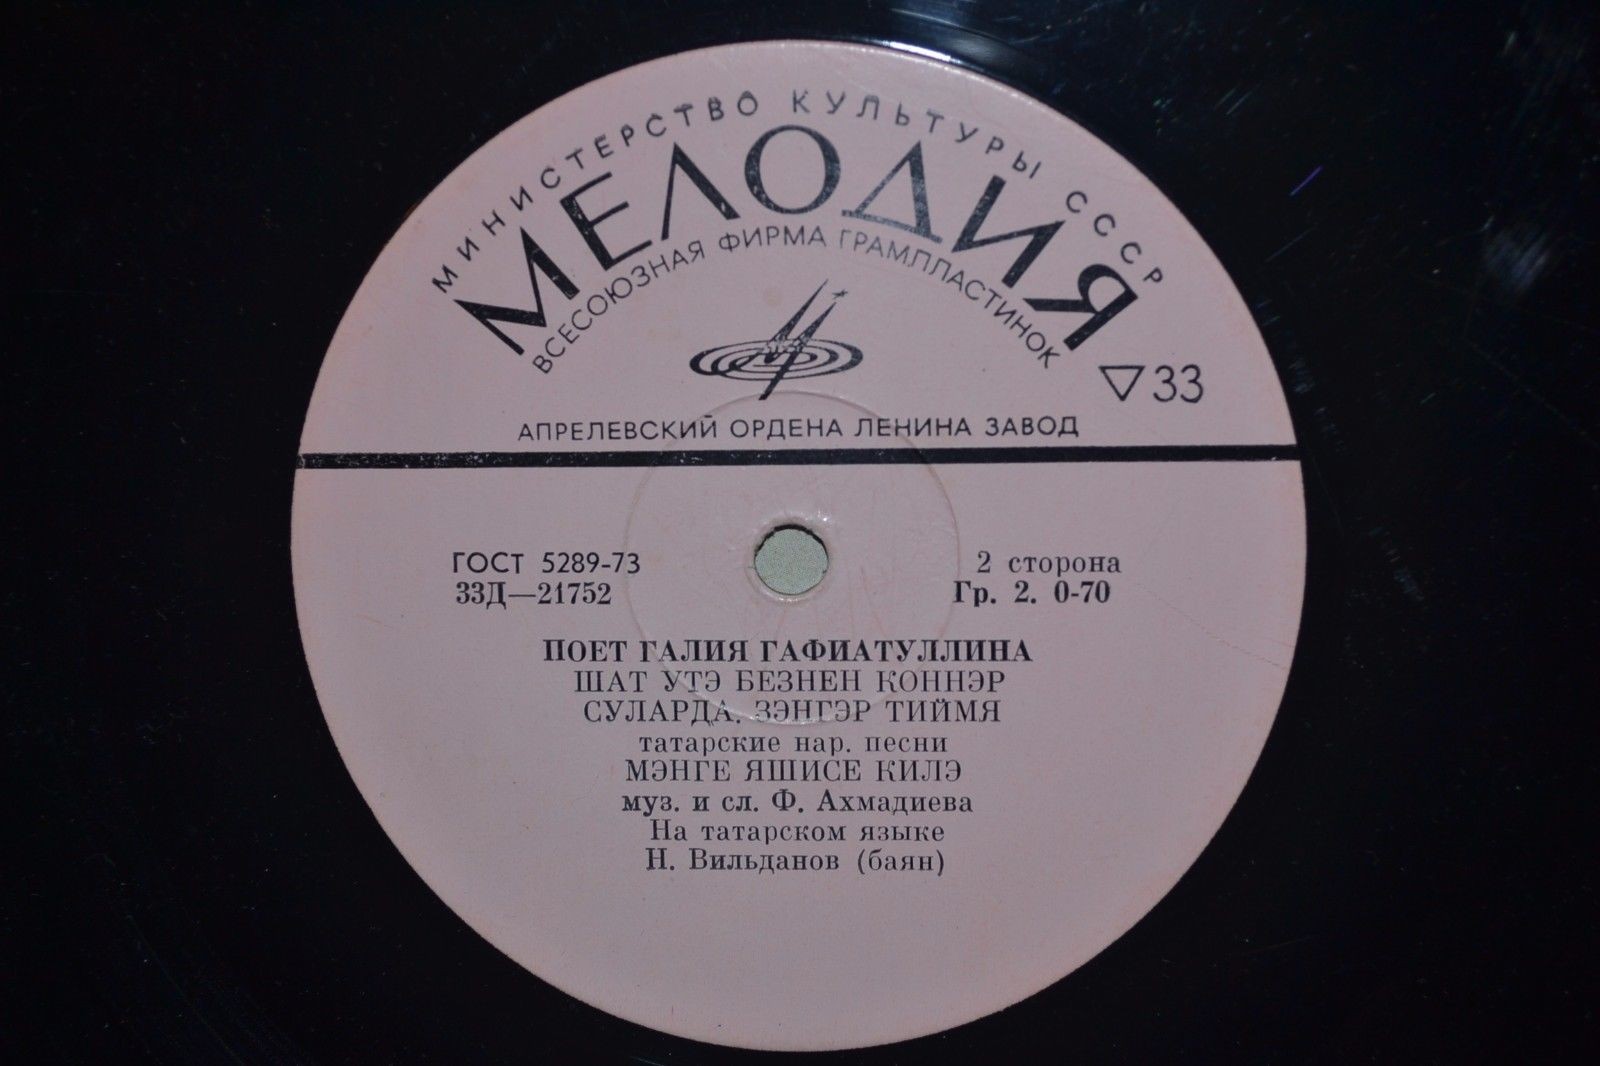 МИНИСТЕРСТВО КУЛЬТУРЫ СССР
МЕЛОДИЯ
ВСЕСОЮЗНАЯ ФИРМА ГРАМПЛАСТИНОК
▽33
АПРЕЛЕВСКИЙ ОРДЕНА ЛЕНИНА ЗАВОД
ГОСТ 5289-73
33Д—21752
2 сторона
Гр. 2. 0-70
ПОЕТ ГАЛИЯ ГАФИАТУЛЛИНА
ШАТ УТЭ БЕЗНЕН КОННЭР
СУЛАРДА. ЗЭНГЭР ТИЙМЯ
татарские нар. песни
МЭНГЕ ЯШИСЕ КИЛЭ
муз. и сл. Ф. Ахмадиева
На татарском языке
Н. Вильданов (баян)